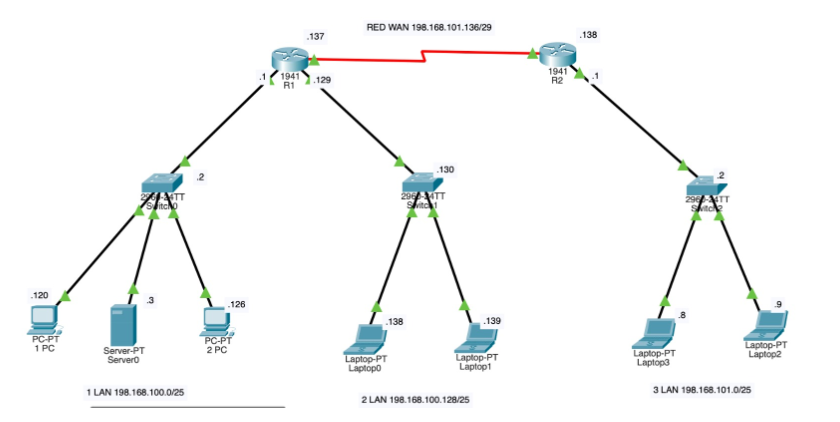 RED WAN 198.168.101.136/29
.137
.138
1941
R1
1941
R2
.1
.129
.1
.2
.130
.2
2960-24TT
Switch0
2960-24TT
Switch1
2960-24TT
Switch2
.120
.3
.126
.138
.139
.8
.9
PC-PT
1 PC
Server-PT
Server0
PC-PT
2 PC
Laptop-PT
Laptop0
Laptop-PT
Laptop1
Laptop-PT
Laptop3
Laptop-PT
Laptop2
1 LAN 198.168.100.0/25
2 LAN 198.168.100.128/25
3 LAN 198.168.101.0/25